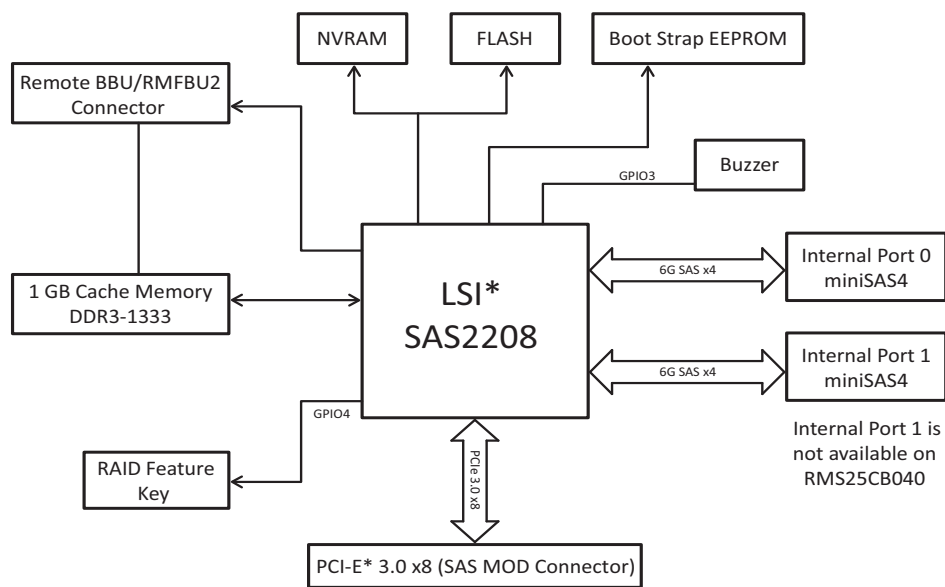 NVRAM
FLASH
Boot Strap EEPROM
Remote BBU/RMFBU2
Connector
Buzzer
GPIO3
LSI*
SAS2208
Internal Port 0
miniSAS4
6G SAS x4
1 GB Cache Memory
DDR3-1333
Internal Port 1
miniSAS4
6G SAS x4
Internal Port 1 is
not available on
RMS25CB040
GPIO4
RAID Feature
Key
PCIe 3.0 x8
PCI-E* 3.0 x8 (SAS MOD Connector)